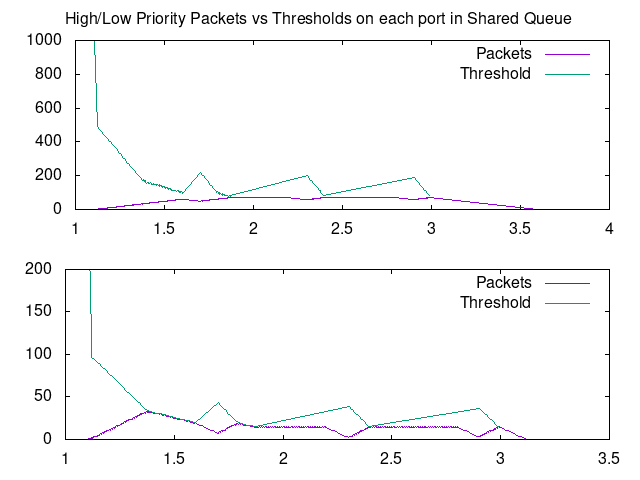 High/Low Priority Packets vs Thresholds on each port in Shared Queue
1000
800
600
400
200
0
Packets
Threshold
1 1.5 2 2.5 3 3.5 4
200
150
100
50
0
Packets
Threshold
1 1.5 2 2.5 3 3.5